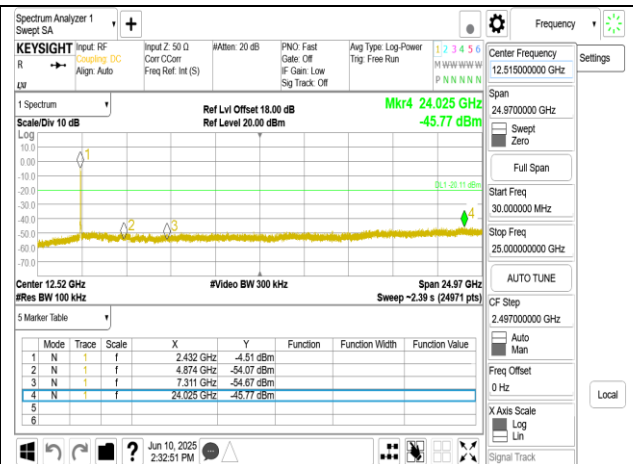 Spectrum Analyzer 1
Swept SA
Frequency
KEYSIGHT
R
Input: RF
Coupling: DC
Align: Auto
Input Z: 50 Ω
Corr CCorr
Freq Ref: Int (S)
#Atten: 20 dB
PNO: Fast
Gate: Off
IF Gain: Low
Sig Track: Off
Avg Type: Log-Power
Trig: Free Run
1 2 3 4 5 6
M W W W W W
P N N N N N
LXI
1 Spectrum
Scale/Div 10 dB
Ref Lvl Offset 18.00 dB
Ref Level 20.00 dBm
Mkr4 24.025 GHz
-45.77 dBm
Log
10.0
0.00
-10.0
-20.0
-30.0
-40.0
-50.0
-60.0
-70.0
1
2
3
4
DL1 -20.11 dBm
Center 12.52 GHz
#Res BW 100 kHz
#Video BW 300 kHz
Span 24.97 GHz
Sweep ~2.39 s (24971 pts)
5 Marker Table
Mode Trace Scale X Y Function Function Width Function Value
1 N 1 f 2.432 GHz -4.51 dBm
2 N 1 f 4.874 GHz -54.07 dBm
3 N 1 f 7.311 GHz -54.67 dBm
4 N 1 f 24.025 GHz -45.77 dBm
5
6
Jun 10, 2025
2:32:51 PM
Center Frequency
12.515000000 GHz
Span
24.9700000 GHz
Swept
Zero
Full Span
Start Freq
30.000000 MHz
Stop Freq
25.000000000 GHz
AUTO TUNE
CF Step
2.497000000 GHz
Auto
Man
Freq Offset
0 Hz
X Axis Scale
Log
Lin
Signal Track
Settings
Local